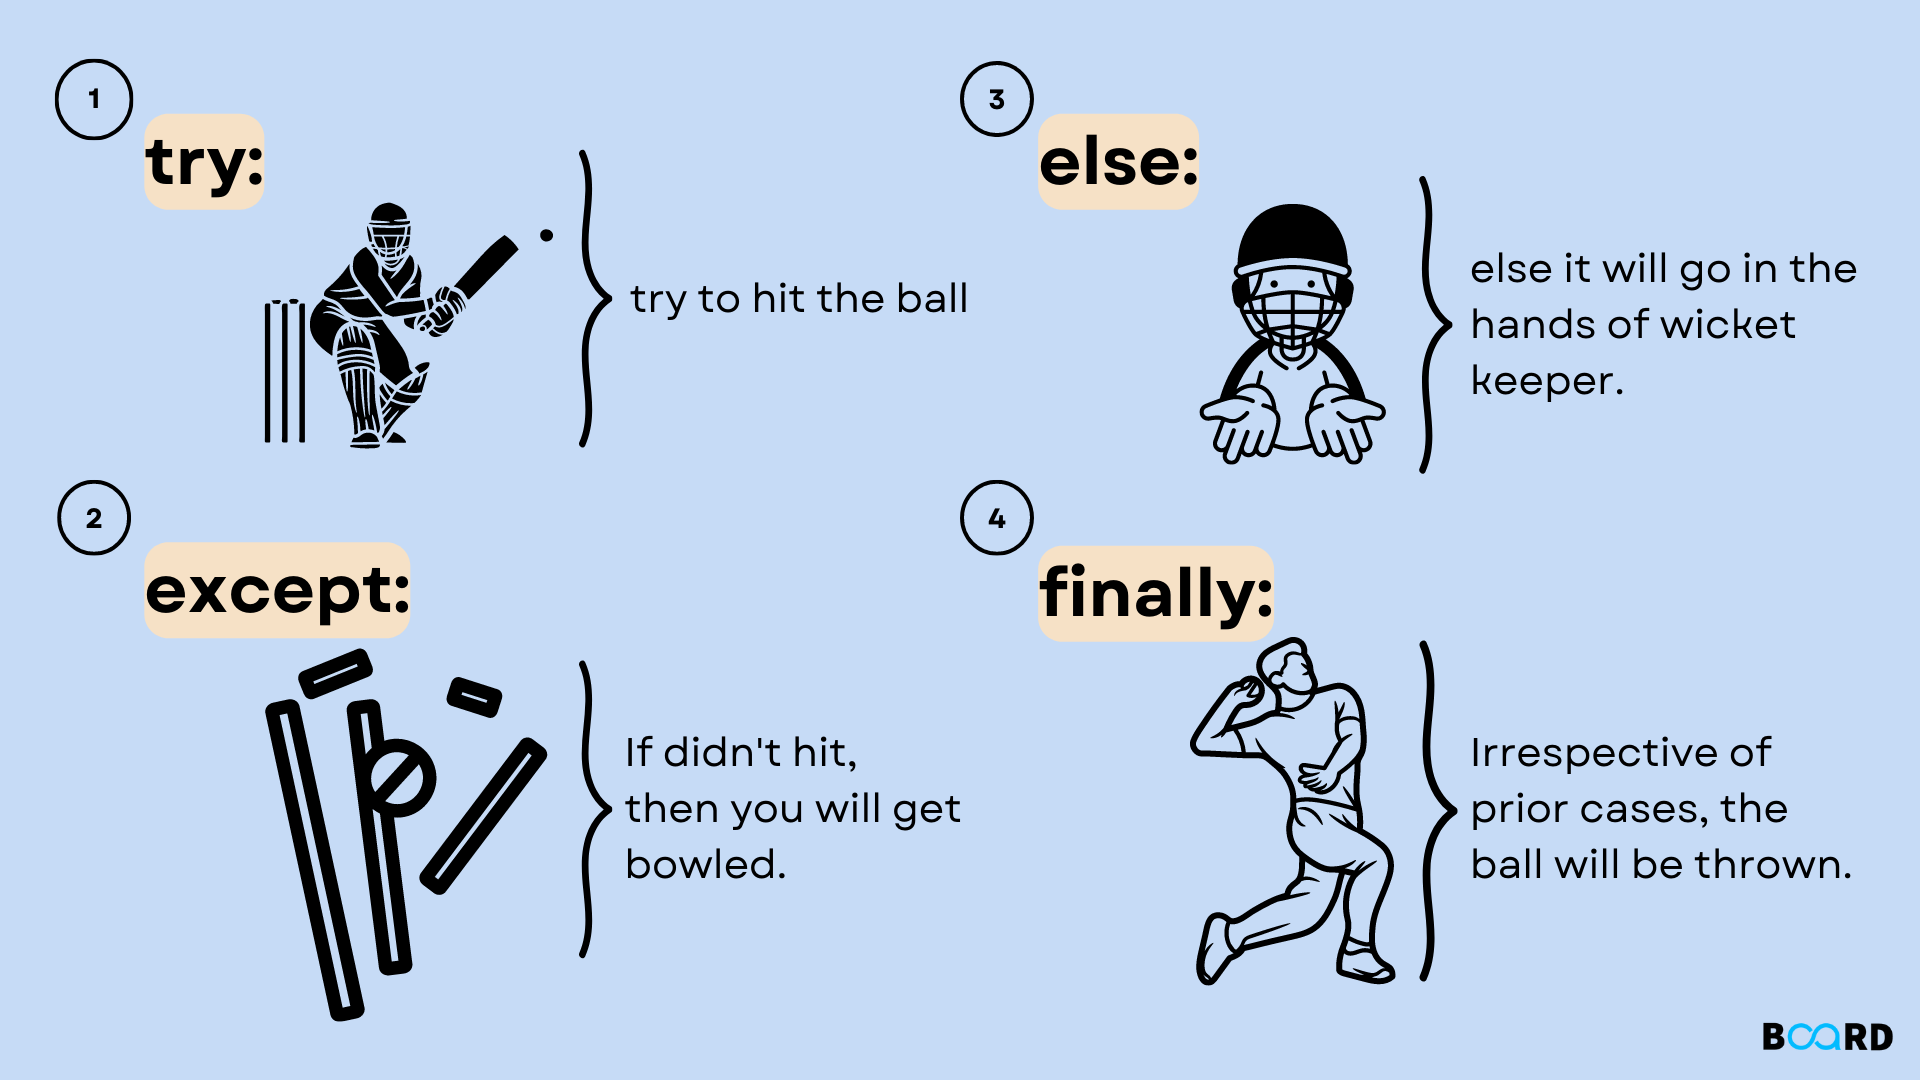 1
try:
try to hit the ball
2
except:
If didn't hit,
then you will get
bowled.
3
else:
else it will go in the
hands of wicket
keeper.
4
finally:
Irrespective of
prior cases, the
ball will be thrown.
BOARD